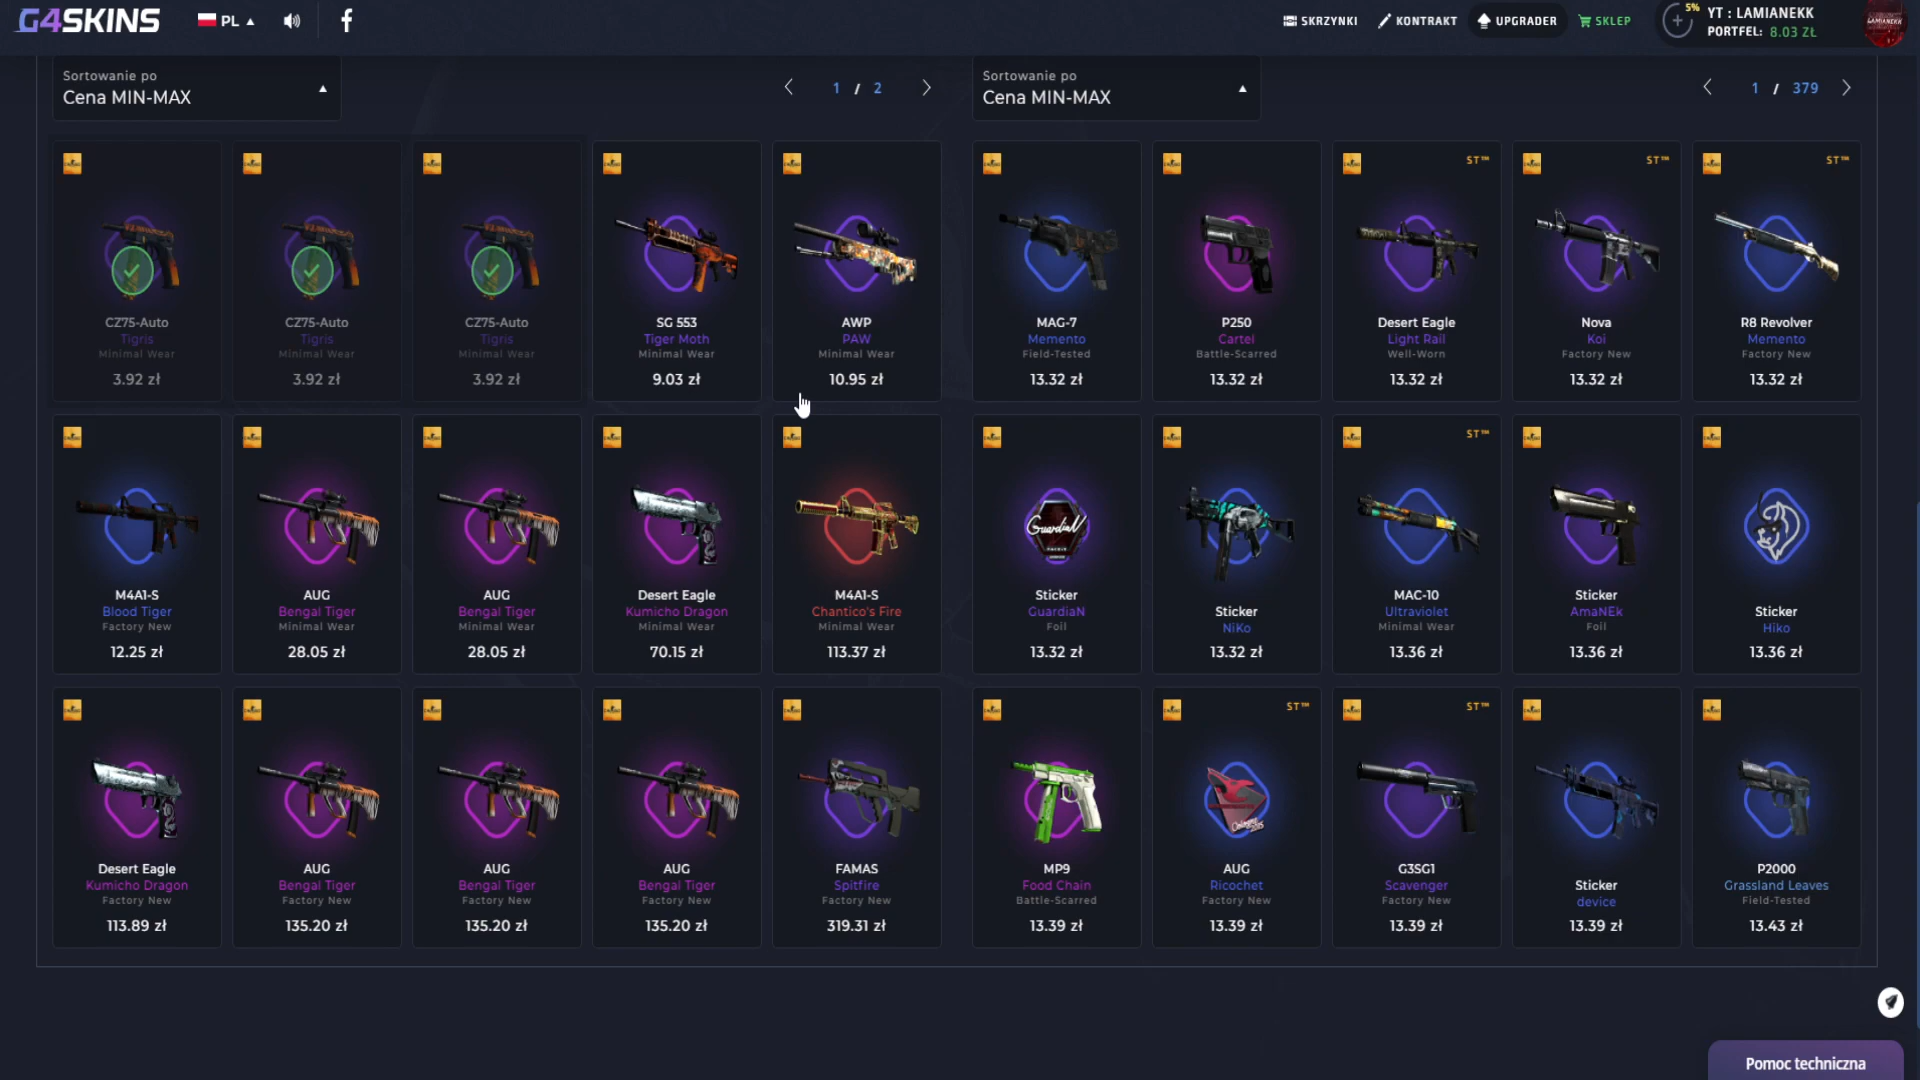 G4SKINS
PL
SKRZYNKI
KONTRAKT
UPGRADER
SKLEP
5%
YT : LAMIANEKK
PORTFEL: 8.03 ZŁ
Sortowanie po
Cena MIN-MAX
1 / 2
Sortowanie po
Cena MIN-MAX
1 / 379
CZ75-Auto
Tigris
Minimal Wear
3.92 zł
CZ75-Auto
Tigris
Minimal Wear
3.92 zł
CZ75-Auto
Tigris
Minimal Wear
3.92 zł
SG 553
Tiger Moth
Minimal Wear
9.03 zł
AWP
PAW
Minimal Wear
10.95 zł
MAG-7
Memento
Field-Tested
13.32 zł
P250
Cartel
Battle-Scarred
13.32 zł
ST™
Desert Eagle
Light Rail
Well-Worn
13.32 zł
ST™
Nova
Koi
Factory New
13.32 zł
ST™
R8 Revolver
Memento
Factory New
13.32 zł
M4A1-S
Blood Tiger
Factory New
12.25 zł
AUG
Bengal Tiger
Minimal Wear
28.05 zł
AUG
Bengal Tiger
Minimal Wear
28.05 zł
Desert Eagle
Kumicho Dragon
Minimal Wear
70.15 zł
M4A1-S
Chantico's Fire
Minimal Wear
113.37 zł
GuardiaN
Sticker
GuardiaN
Foil
13.32 zł
Sticker
NiKo
13.32 zł
ST™
MAC-10
Ultraviolet
Minimal Wear
13.36 zł
Sticker
AmaNEk
Foil
13.36 zł
Sticker
Hiko
13.36 zł
Desert Eagle
Kumicho Dragon
Factory New
113.89 zł
AUG
Bengal Tiger
Factory New
135.20 zł
AUG
Bengal Tiger
Factory New
135.20 zł
AUG
Bengal Tiger
Factory New
135.20 zł
FAMAS
Spitfire
Factory New
319.31 zł
MP9
Food Chain
Battle-Scarred
13.39 zł
ST™
Cologne
2015
AUG
Ricochet
Factory New
13.39 zł
ST™
G3SG1
Scavenger
Factory New
13.39 zł
Sticker
device
13.39 zł
P2000
Grassland Leaves
Field-Tested
13.43 zł
Pomoc techniczna